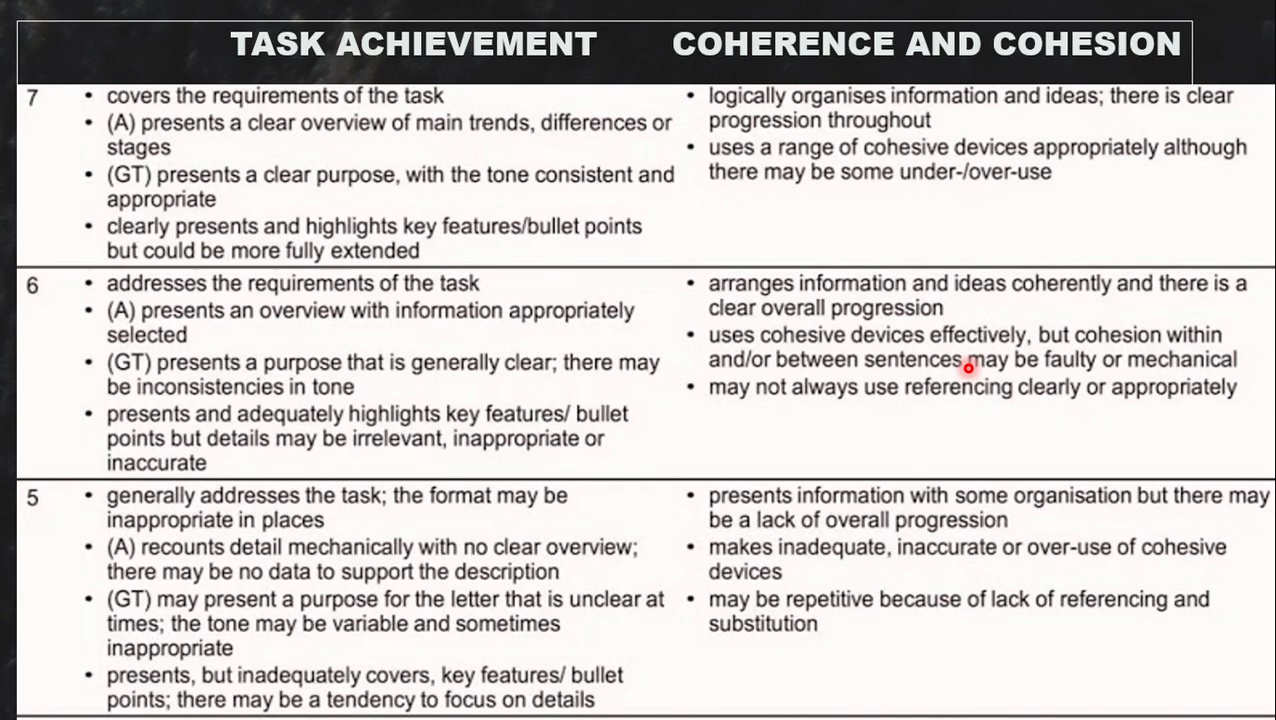 TASK ACHIEVEMENT COHERENCE AND COHESION
7
• covers the requirements of the task
• (A) presents a clear overview of main trends, differences or
stages
• (GT) presents a clear purpose, with the tone consistent and
appropriate
• clearly presents and highlights key features/bullet points
but could be more fully extended
• logically organises information and ideas; there is clear
progression throughout
• uses a range of cohesive devices appropriately although
there may be some under-/over-use
6
• addresses the requirements of the task
• (A) presents an overview with information appropriately
selected
• (GT) presents a purpose that is generally clear; there may
be inconsistencies in tone
• presents and adequately highlights key features/ bullet
points but details may be irrelevant, inappropriate or
inaccurate
• arranges information and ideas coherently and there is a
clear overall progression
• uses cohesive devices effectively, but cohesion within
and/or between sentences may be faulty or mechanical
• may not always use referencing clearly or appropriately
5
• generally addresses the task; the format may be
inappropriate in places
• (A) recounts detail mechanically with no clear overview;
there may be no data to support the description
• (GT) may present a purpose for the letter that is unclear at
times; the tone may be variable and sometimes
inappropriate
• presents, but inadequately covers, key features/ bullet
points; there may be a tendency to focus on details
• presents information with some organisation but there may
be a lack of overall progression
• makes inadequate, inaccurate or over-use of cohesive
devices
• may be repetitive because of lack of referencing and
substitution